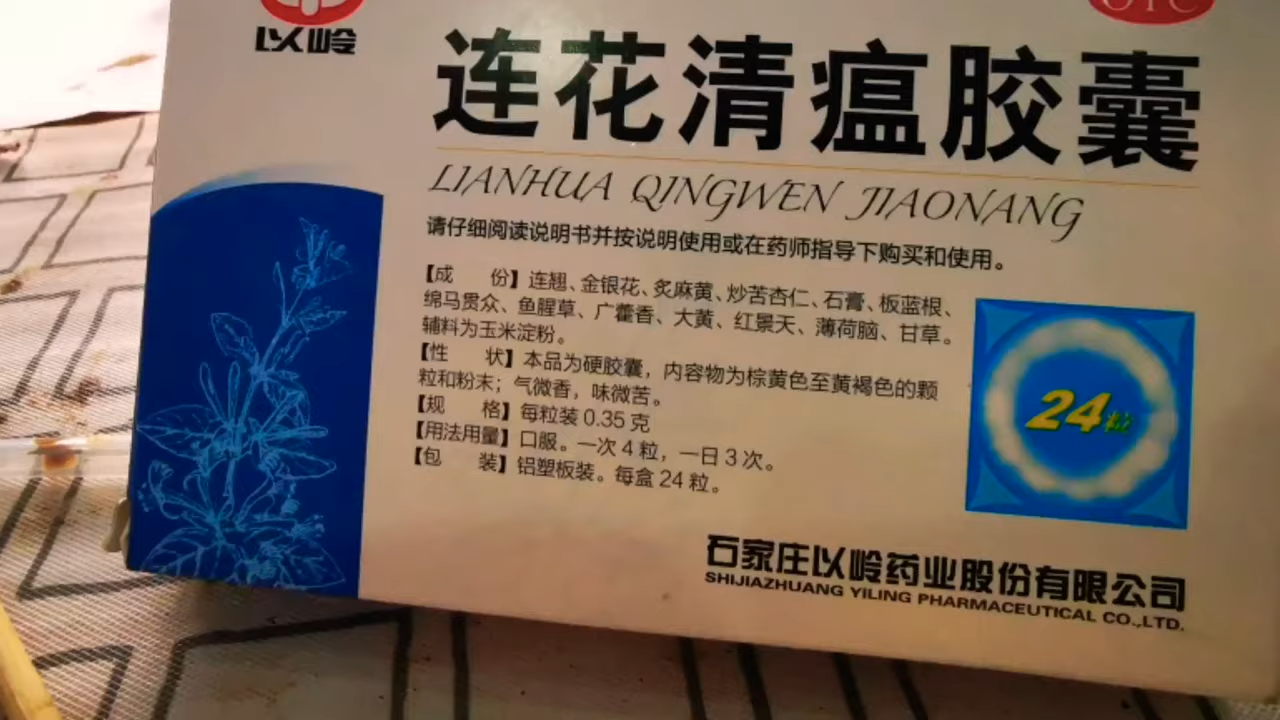 以岭
OTC
连花清瘟胶囊
LIANHUA QINGWEN JIAONANG
请仔细阅读说明书并按说明使用或在药师指导下购买和使用。
【成 份】连翘、金银花、炙麻黄、炒苦杏仁、石膏、板蓝根、
绵马贯众、鱼腥草、广藿香、大黄、红景天、薄荷脑、甘草。
辅料为玉米淀粉。
【性 状】本品为硬胶囊，内容物为棕黄色至黄褐色的颗
粒和粉末；气微香，味微苦。
【规 格】每粒装 0.35 克
【用法用量】口服。一次 4 粒，一日 3 次。
【包 装】铝塑板装。每盒 24 粒。
24粒
石家庄以岭药业股份有限公司
SHIJIAZHUANG YILING PHARMACEUTICAL CO.,LTD.